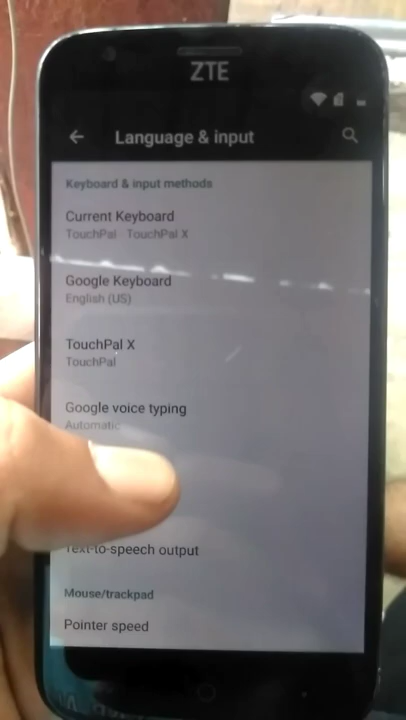 ZTE
Language & input
Keyboard & input methods
Current Keyboard
TouchPal TouchPal X
Google Keyboard
English (US)
TouchPal X
TouchPal
Google voice typing
Automatic
Text-to-speech output
Mouse/trackpad
Pointer speed